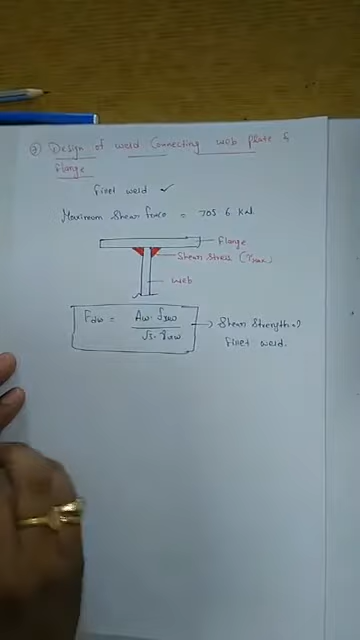 Design of weld Connecting web plate &
Flange
fillet weld ✓
Maximum Shear force = 705.6 kN
Flange
Shear stress (τmax)
web
Fdw = Aw · fuw / √3 · γmw → Shear Strength of
fillet weld.